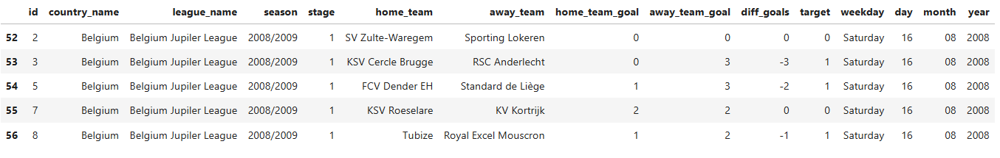 id country_name league_name season stage home_team away_team home_team_goal away_team_goal diff_goals target weekday day month year
52 2 Belgium Belgium Jupiler League 2008/2009 1 SV Zulte-Waregem Sporting Lokeren 0 0 0 0 Saturday 16 08 2008
53 3 Belgium Belgium Jupiler League 2008/2009 1 KSV Cercle Brugge RSC Anderlecht 0 3 -3 1 Saturday 16 08 2008
54 5 Belgium Belgium Jupiler League 2008/2009 1 FCV Dender EH Standard de Liège 1 3 -2 1 Saturday 16 08 2008
55 7 Belgium Belgium Jupiler League 2008/2009 1 KSV Roeselare KV Kortrijk 2 2 0 0 Saturday 16 08 2008
56 8 Belgium Belgium Jupiler League 2008/2009 1 Tubize Royal Excel Mouscron 1 2 -1 1 Saturday 16 08 2008